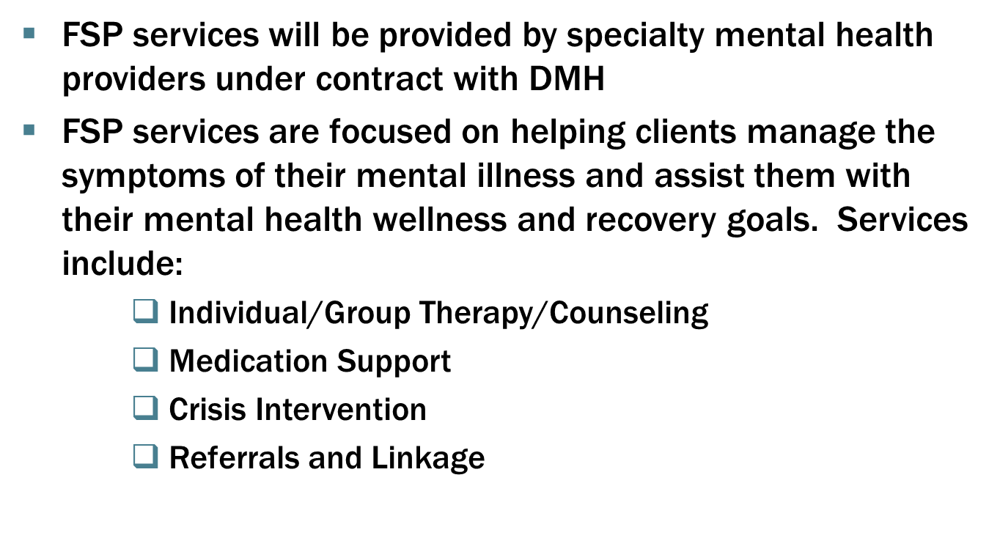 ▪ FSP services will be provided by specialty mental health
providers under contract with DMH
▪ FSP services are focused on helping clients manage the
symptoms of their mental illness and assist them with
their mental health wellness and recovery goals.  Services
include:
❑ Individual/Group Therapy/Counseling
❑ Medication Support
❑ Crisis Intervention
❑ Referrals and Linkage